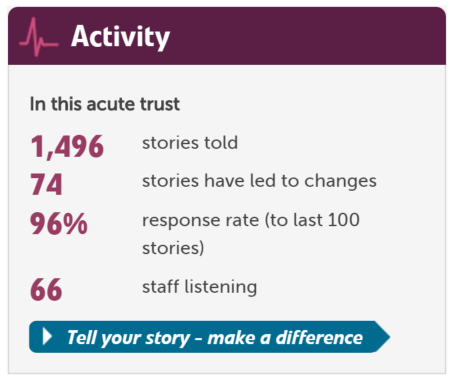 Activity
In this acute trust
1,496 stories told
74 stories have led to changes
96% response rate (to last 100
stories)
66 staff listening
Tell your story - make a difference